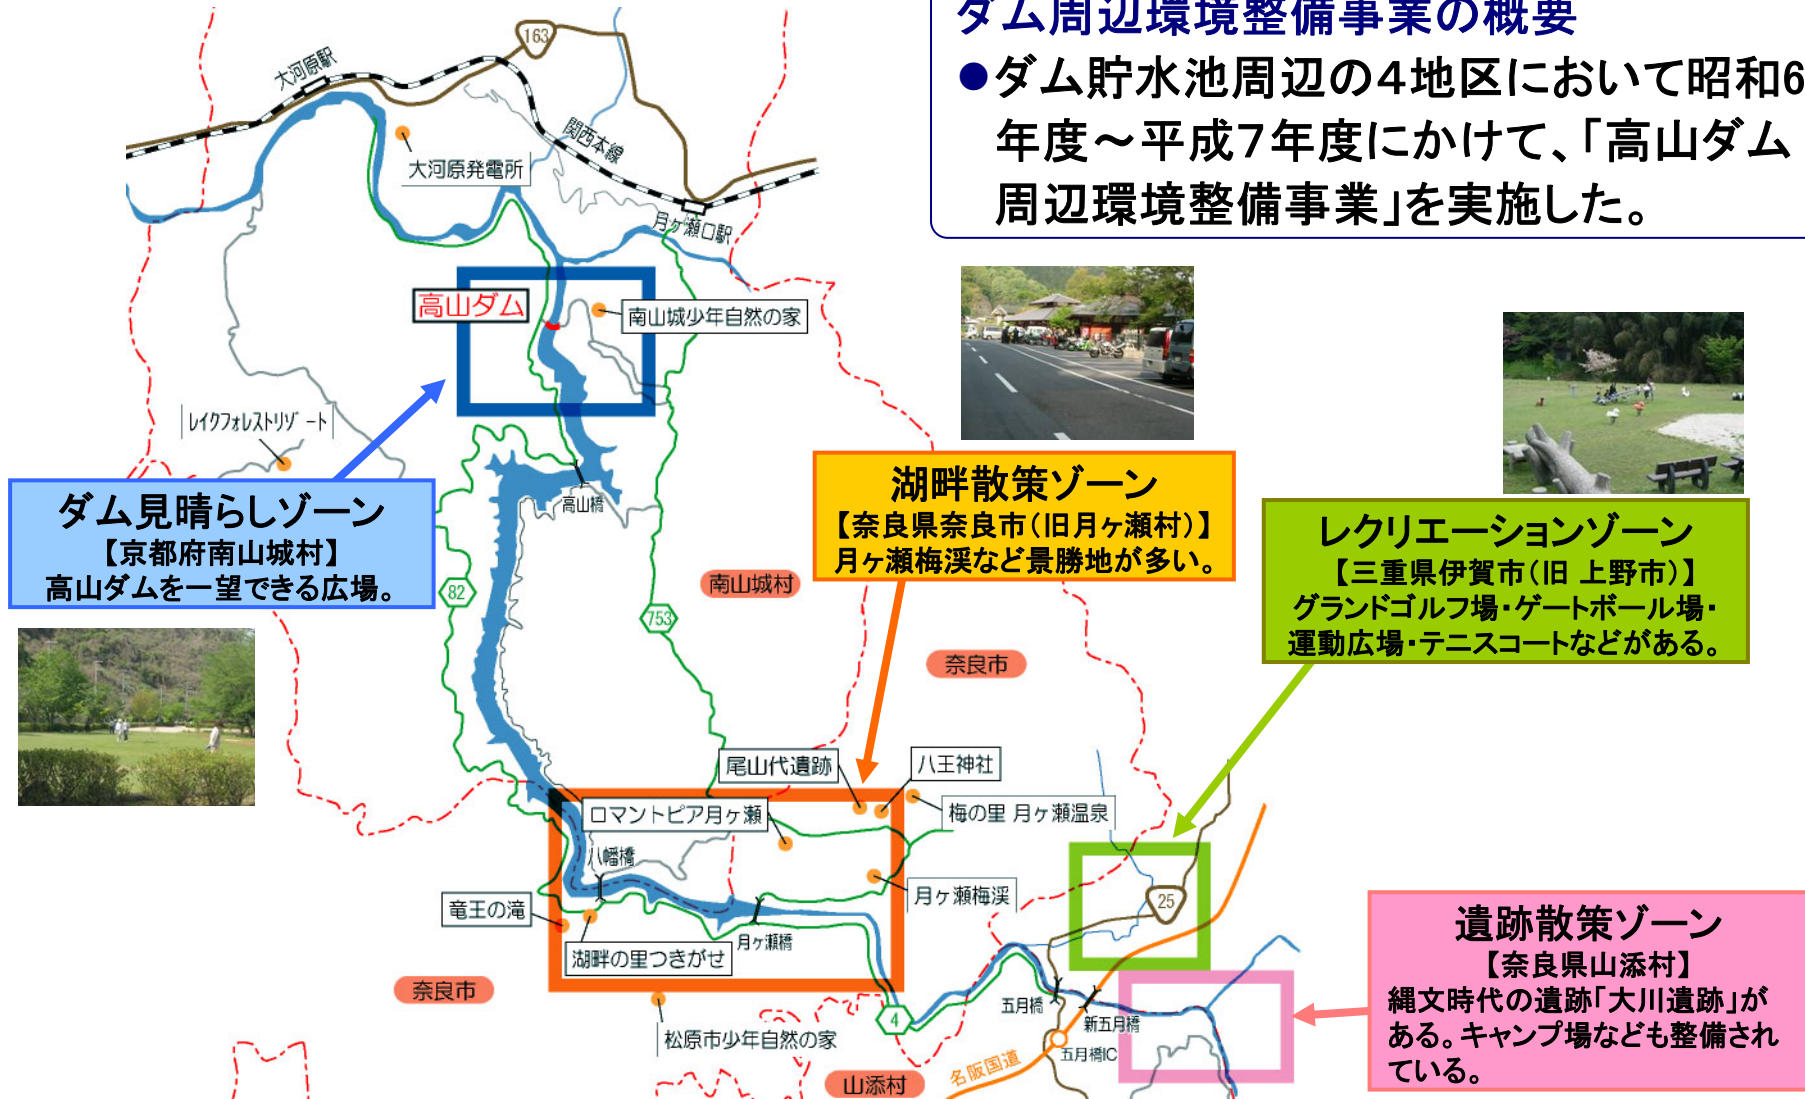 ダム周辺環境整備事業の概要
●ダム貯水池周辺の4地区において昭和6
年度～平成7年度にかけて、「高山ダム
周辺環境整備事業」を実施した。
163
大河原駅
関西本線
大河原発電所
月ヶ瀬口駅
高山ダム
南山城少年自然の家
レイクフォレストリゾート
ダム見晴らしゾーン
【京都府南山城村】
高山ダムを一望できる広場。
高山橋
湖畔散策ゾーン
【奈良県奈良市(旧月ヶ瀬村)】
月ヶ瀬梅渓など景勝地が多い。
レクリエーションゾーン
【三重県伊賀市(旧 上野市)】
グランドゴルフ場・ゲートボール場・
運動広場・テニスコートなどがある。
82
753
南山城村
奈良市
尾山代遺跡
八王神社
ロマントピア月ヶ瀬
梅の里 月ヶ瀬温泉
八幡橋
月ヶ瀬梅渓
竜王の滝
月ヶ瀬橋
湖畔の里つきがせ
25
奈良市
松原市少年自然の家
4
五月橋
新五月橋
五月橋IC
名阪国道
山添村
遺跡散策ゾーン
【奈良県山添村】
縄文時代の遺跡「大川遺跡」が
ある。キャンプ場なども整備され
ている。